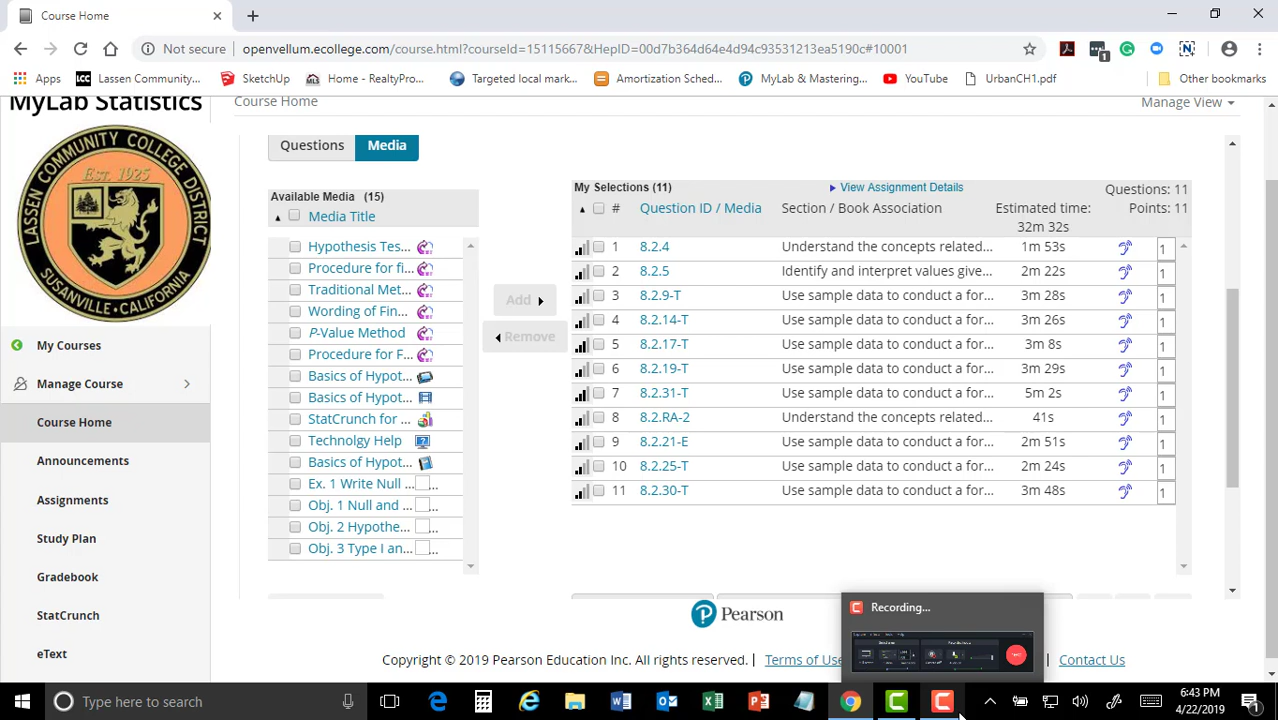 Course Home
Not secure
openvellum.ecollege.com/course.html?courseId=15115667&HepID=00d7b364d64e4d94c93531213ea5190c#10001
1
Apps
LCC
Lassen Community...
SketchUp
MLS
Home - RealtyPro...
Targeted local mark...
Amortization Sched...
MyLab & Mastering...
YouTube
UrbanCH1.pdf
Other bookmarks
MyLab Statistics
Course Home
Manage View
LASSEN COMMUNITY COLLEGE DISTRICT
EST. 1925
SUSANVILLE, CALIFORNIA
My Courses
Manage Course
Course Home
Announcements
Assignments
Study Plan
Gradebook
StatCrunch
eText
Questions
Media
Available Media (15)
Media Title
Hypothesis Tes...
Procedure for fi...
Traditional Met...
Wording of Fin...
P-Value Method
Procedure for F...
Basics of Hypot...
Basics of Hypot...
StatCrunch for ...
Technolgy Help
Basics of Hypot...
Ex. 1 Write Null ...
Obj. 1 Null and ...
Obj. 2 Hypothe...
Obj. 3 Type I an...
Add
Remove
My Selections (11)
View Assignment Details
Questions: 11
# Question ID / Media Section / Book Association Estimated time: Points: 11
32m 32s
1 8.2.4 Understand the concepts related... 1m 53s 1
2 8.2.5 Identify and interpret values give... 2m 22s 1
3 8.2.9-T Use sample data to conduct a for... 3m 28s 1
4 8.2.14-T Use sample data to conduct a for... 3m 26s 1
5 8.2.17-T Use sample data to conduct a for... 3m 8s 1
6 8.2.19-T Use sample data to conduct a for... 3m 29s 1
7 8.2.31-T Use sample data to conduct a for... 5m 2s 1
8 8.2.RA-2 Understand the concepts related... 41s 1
9 8.2.21-E Use sample data to conduct a for... 2m 51s 1
10 8.2.25-T Use sample data to conduct a for... 2m 24s 1
11 8.2.30-T Use sample data to conduct a for... 3m 48s 1
P Pearson
Recording...
Copyright © 2019 Pearson Education Inc. All rights reserved.
Terms of Use
Contact Us
Type here to search
6:43 PM
4/22/2019
1